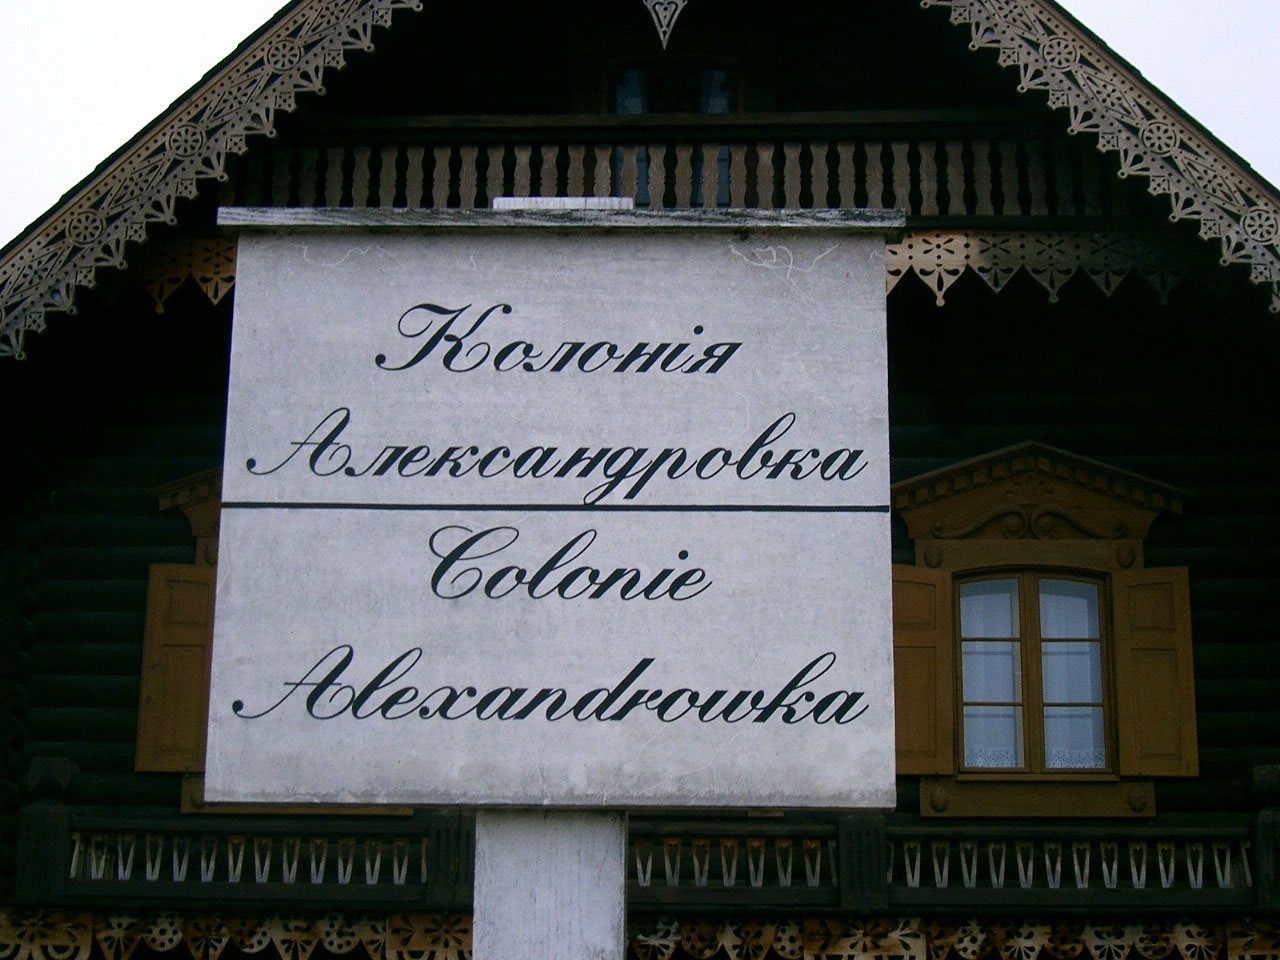 Колонія
Александровка
Colonie
Alexandrowka